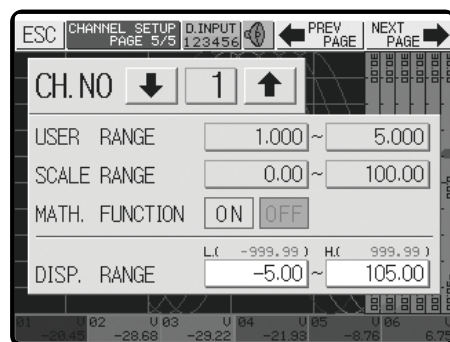 ESC CHANNEL SETUP D.INPUT PREV NEXT
PAGE 5/5 123456 PAGE PAGE
CH. NO 1
USER RANGE 1.000 ~ 5.000
SCALE RANGE 0.00 ~ 100.00
MATH. FUNCTION ON OFF
L.( -999.99 ) H.( 999.99 )
DISP. RANGE -5.00 ~ 105.00
01 U 02 U 03 U 04 U 05 U 06 U
-20.45 -28.68 -29.22 -21.93 -8.76 6.75